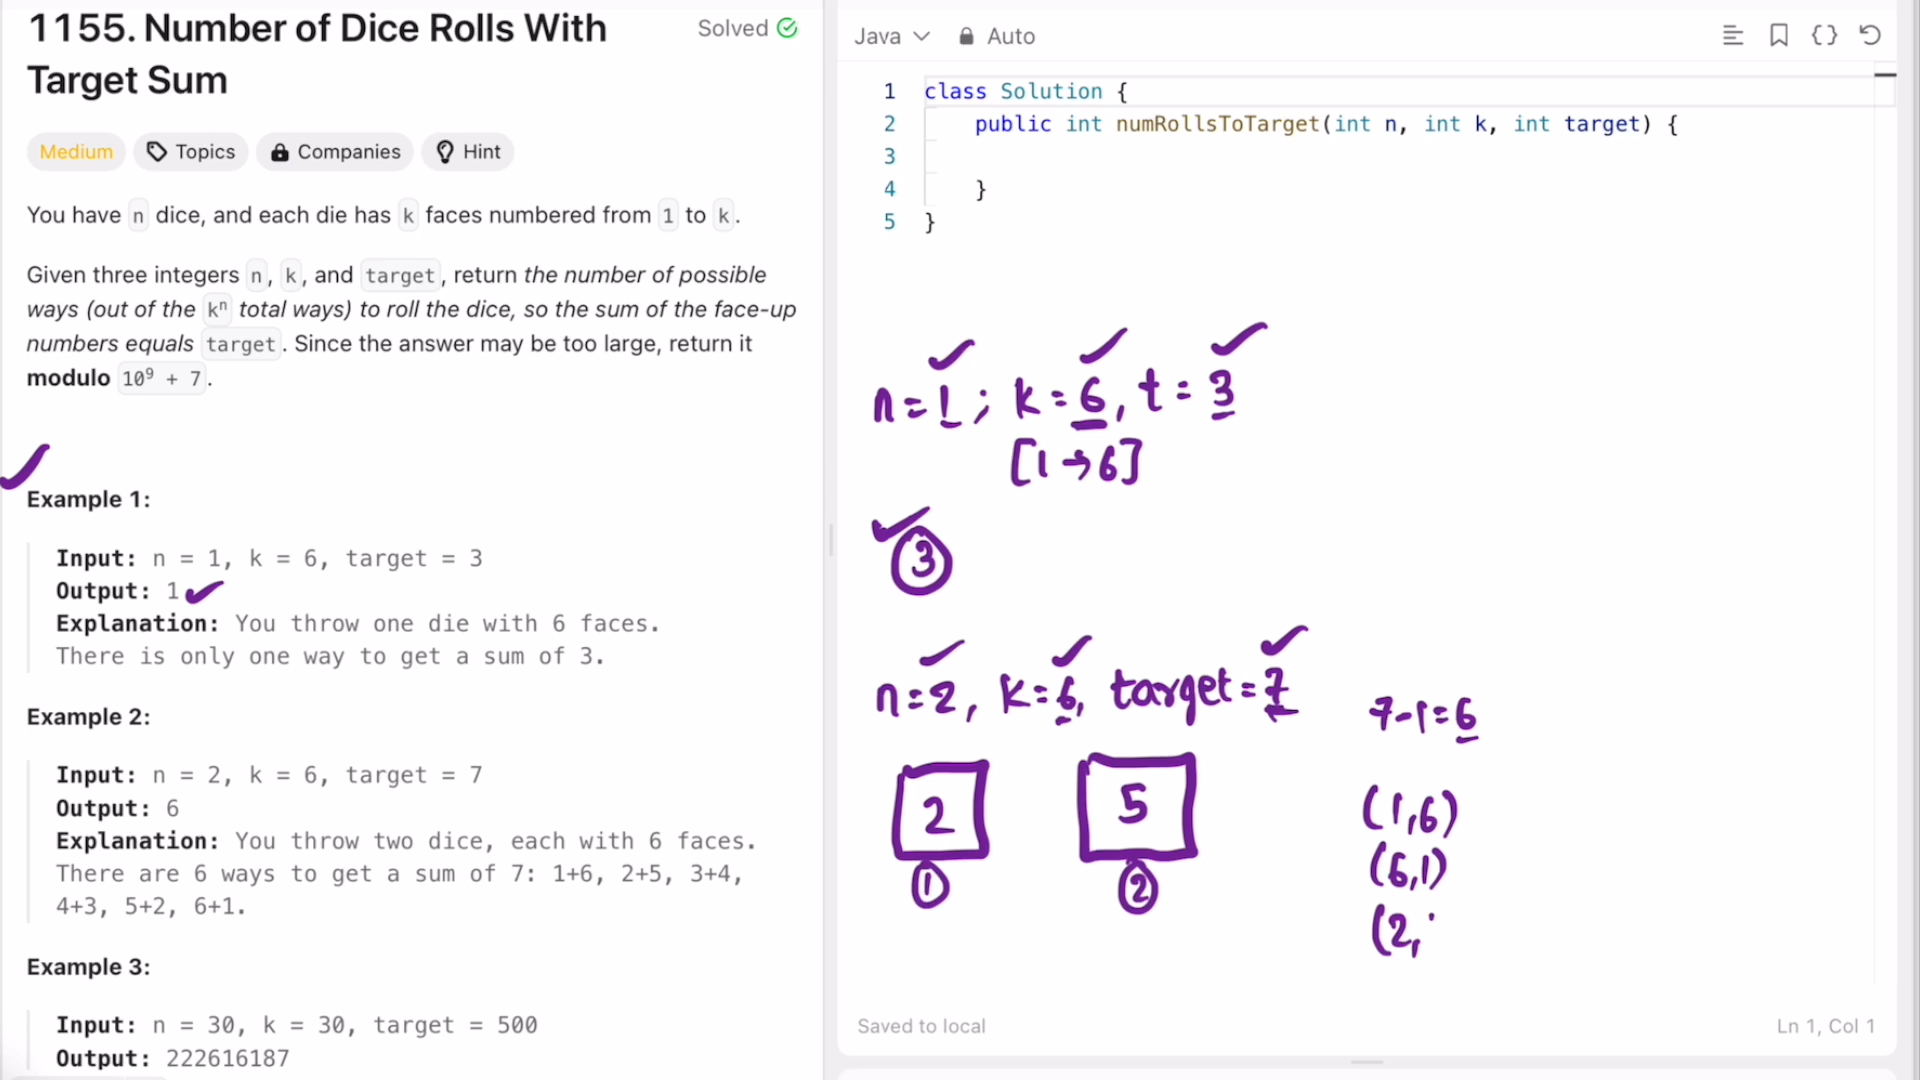 1155. Number of Dice Rolls With
Target Sum
Solved
Medium Topics Companies Hint
You have n dice, and each die has k faces numbered from 1 to k.
Given three integers n, k, and target, return the number of possible
ways (out of the kⁿ total ways) to roll the dice, so the sum of the face-up
numbers equals target. Since the answer may be too large, return it
modulo 10⁹ + 7.
Example 1:
Input: n = 1, k = 6, target = 3
Output: 1
Explanation: You throw one die with 6 faces.
There is only one way to get a sum of 3.
Example 2:
Input: n = 2, k = 6, target = 7
Output: 6
Explanation: You throw two dice, each with 6 faces.
There are 6 ways to get a sum of 7: 1+6, 2+5, 3+4,
4+3, 5+2, 6+1.
Example 3:
Input: n = 30, k = 30, target = 500
Output: 222616187
Java Auto
1 class Solution {
2 public int numRollsToTarget(int n, int k, int target) {
3
4 }
5 }
n=1; k=6, t=3
[1→6]
3
n=2, k=6, target=7
7-1=6
2 5
1 2
(1,6)
(6,1)
(2,
Saved to local
Ln 1, Col 1